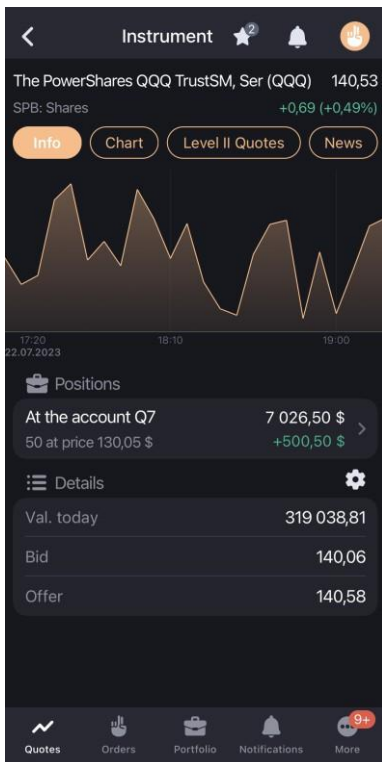 Instrument 2
The PowerShares QQQ TrustSM, Ser (QQQ) 140,53
SPB: Shares +0,69 (+0,49%)
Info Chart Level II Quotes News
17:20 18:10 19:00
22.07.2023
Positions
At the account Q7 7 026,50 $
50 at price 130,05 $ +500,50 $
Details
Val. today 319 038,81
Bid 140,06
Offer 140,58
9+
Quotes Orders Portfolio Notifications More